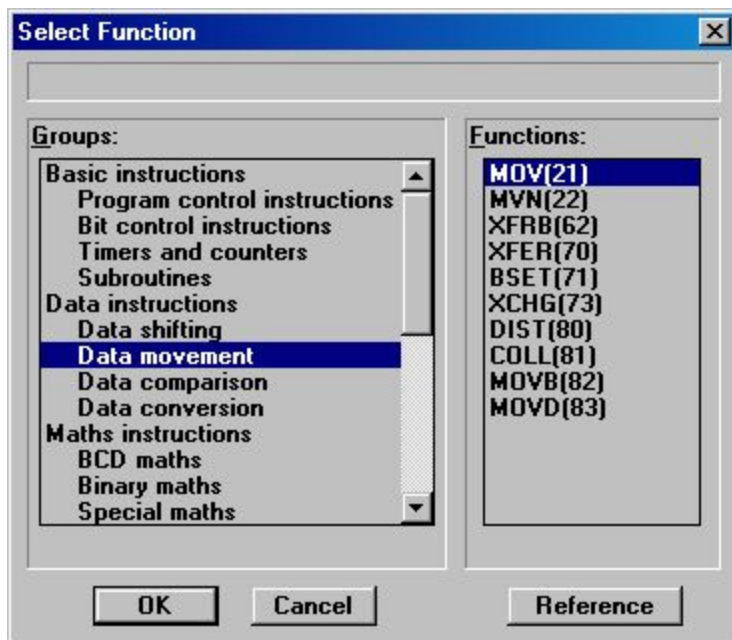 Select Function
Groups:
Basic instructions
Program control instructions
Bit control instructions
Timers and counters
Subroutines
Data instructions
Data shifting
Data movement
Data comparison
Data conversion
Maths instructions
BCD maths
Binary maths
Special maths
Functions:
MOV(21)
MVN(22)
XFRB(62)
XFER(70)
BSET(71)
XCHG(73)
DIST(80)
COLL(81)
MOVB(82)
MOVD(83)
OK
Cancel
Reference